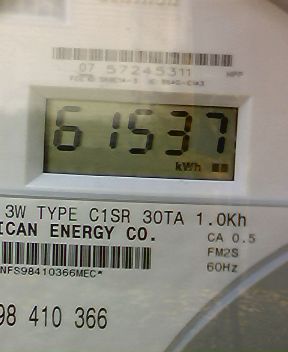 07 57245311 NPP
61537
kWh
3W TYPE C1SR 30TA 1.0Kh
ICAN ENERGY CO.
CA 0.5
FM2S
NFS98410366MEC*
60Hz
98 410 366